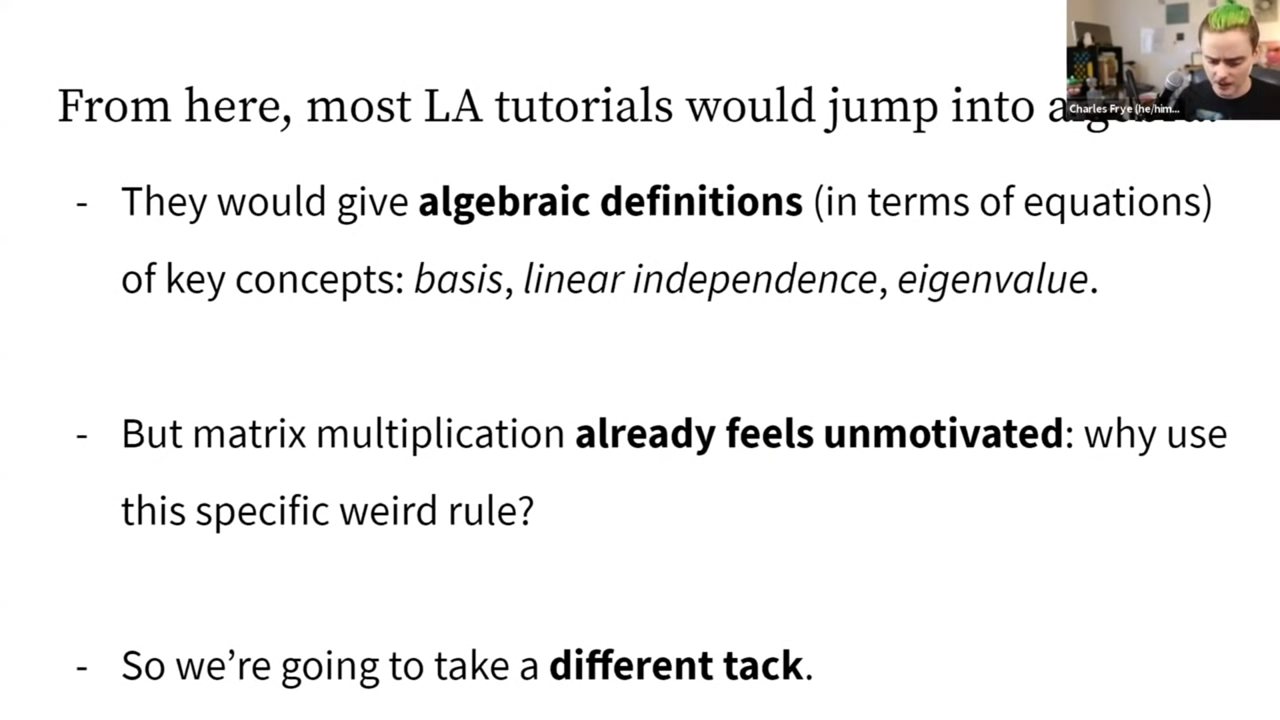 From here, most LA tutorials would jump into
Charles Frye (he/him...
- They would give algebraic definitions (in terms of equations)
of key concepts: basis, linear independence, eigenvalue.
- But matrix multiplication already feels unmotivated: why use
this specific weird rule?
- So we’re going to take a different tack.